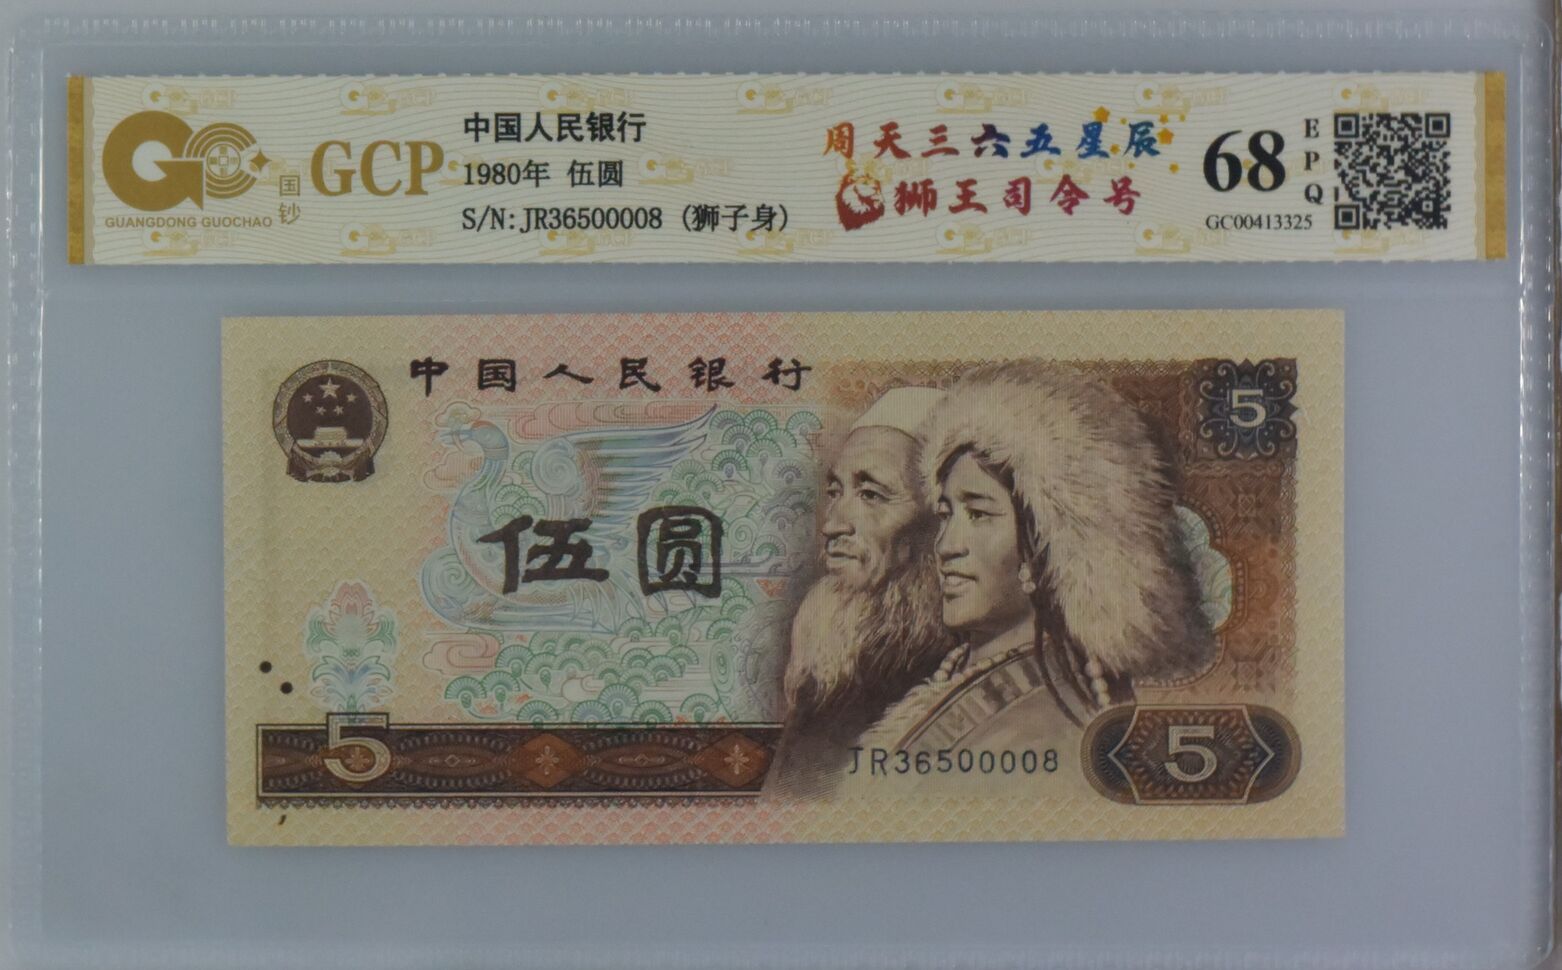 GCP
GUANGDONG GUOCHAO
国钞
中国人民银行
1980年 伍圆
S/N: JR36500008 (狮子身)
周天三六五星辰
狮王司令号
68
EPQ
GC00413325
中国人民银行
5
伍圆
5
JR36500008
5